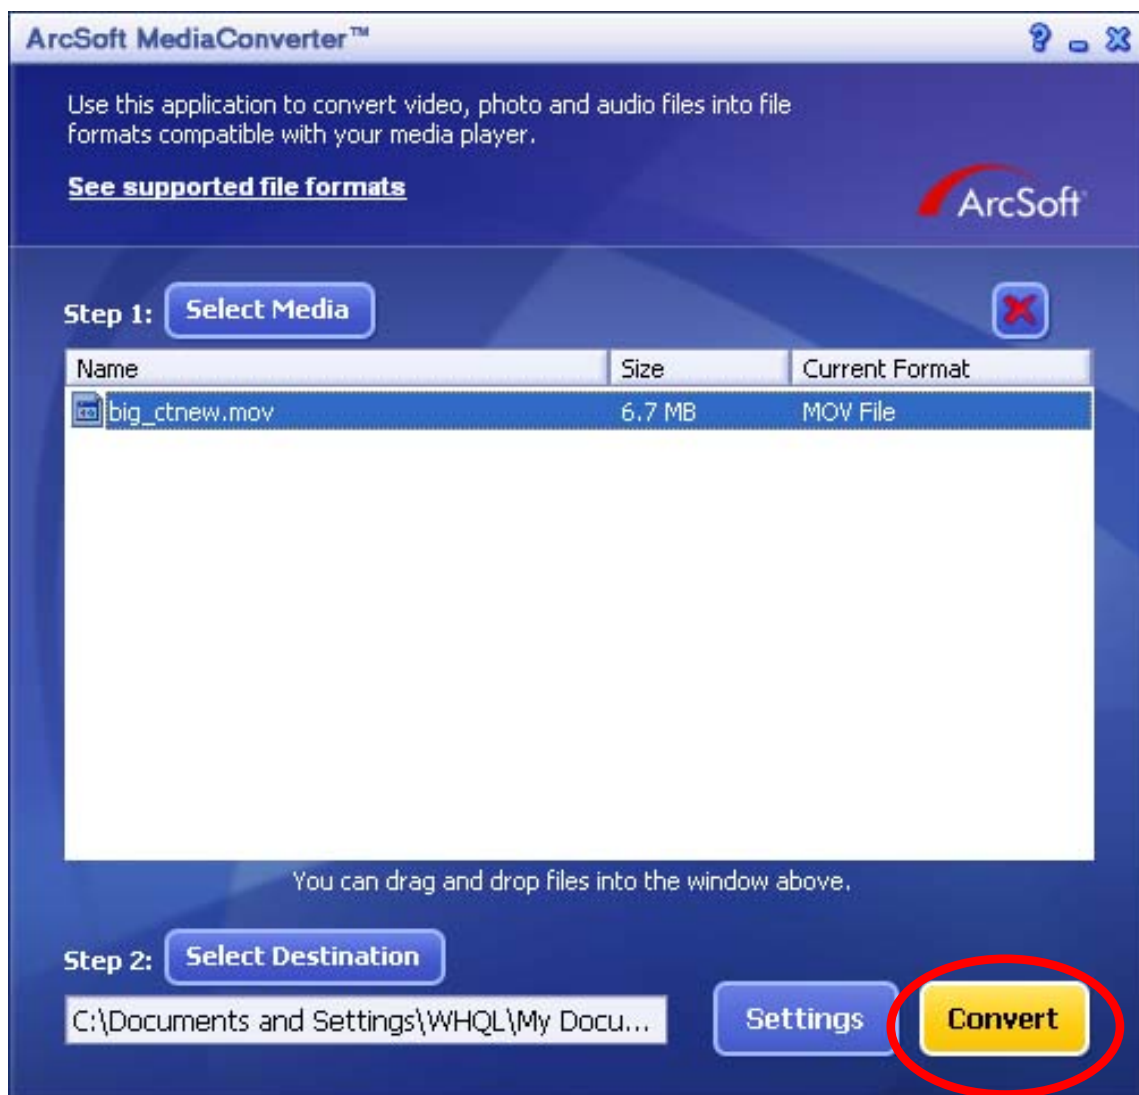 ArcSoft MediaConverter™
Use this application to convert video, photo and audio files into file
formats compatible with your media player.
See supported file formats
ArcSoft
Step 1: Select Media
Name Size Current Format
big_ctnew.mov 6.7 MB MOV File
You can drag and drop files into the window above.
Step 2: Select Destination
C:\Documents and Settings\WHQL\My Docu...
Settings
Convert